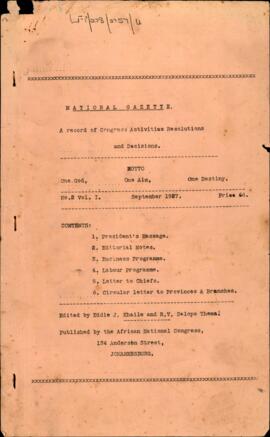 NATIONAL GAZETTE.
A record of Congress Activities Resolutions
and Decisions.
MOTTO
One God, One Aim, One Destiny.
No.2 Vol. I. September 1927. Price 6d.
CONTENTS:
1. President's Message.
2. Editorial Notes.
3. Business Programme.
4. Labour Programme.
5. Letter to Chiefs.
6. Circular letter to Provinces & Branches.
Edited by Eddie J. Khaile and R.V. Selope Thema.
Published by the African National Congress,
134 Anderson Street,
JOHANNESBURG.